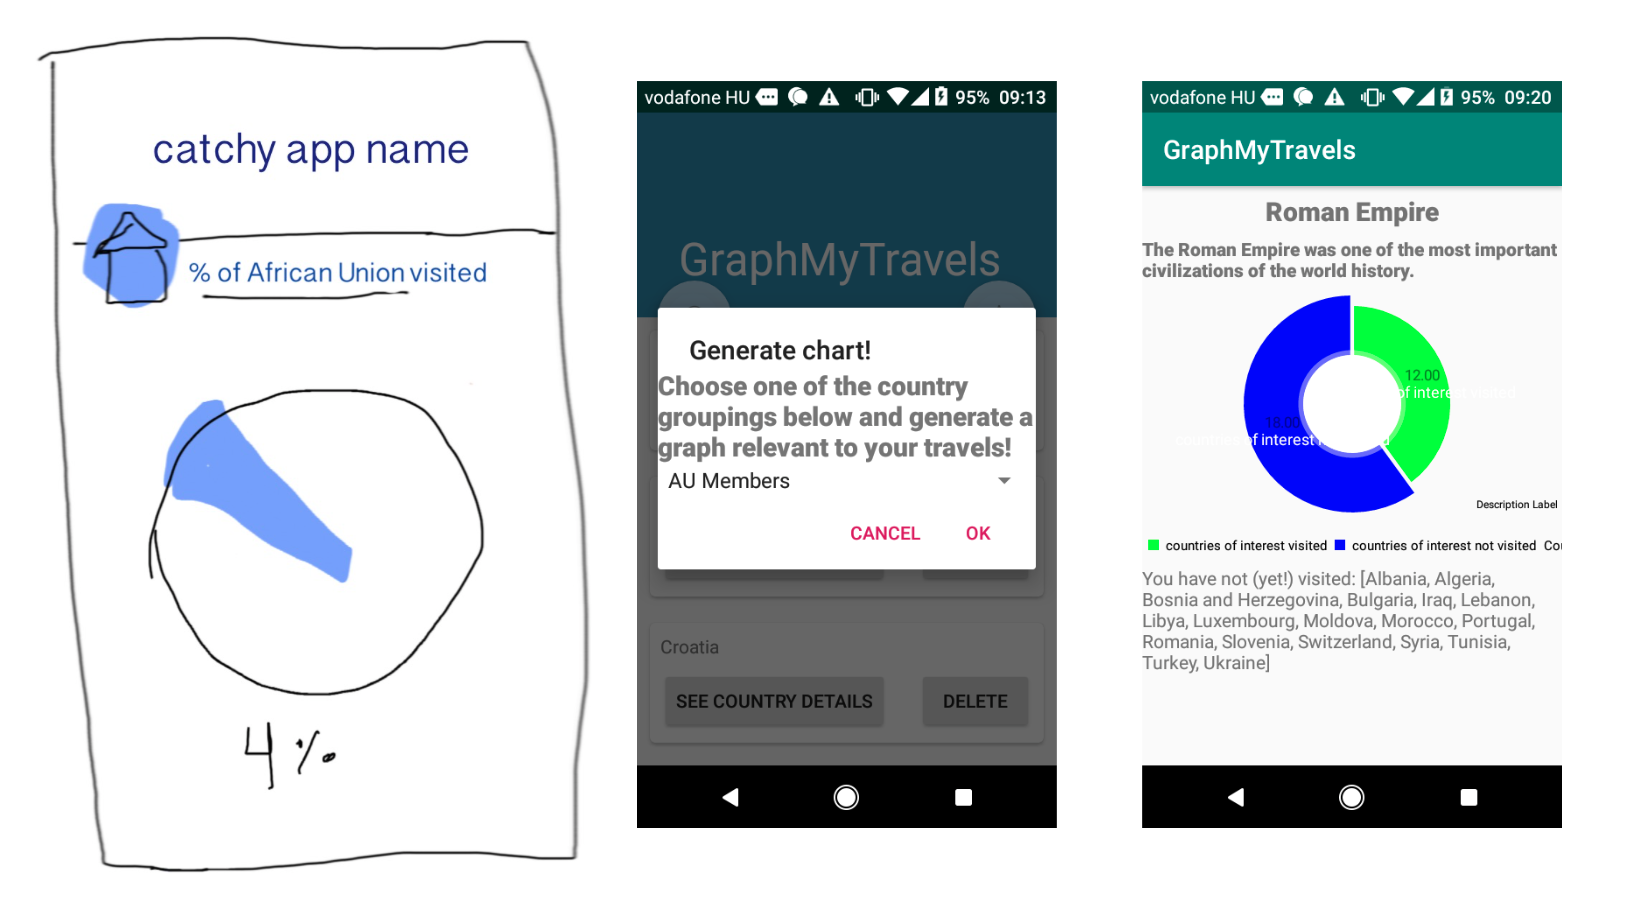 catchy app name
% of African Union visited
4 %
vodafone HU 95% 09:13
GraphMyTravels
Generate chart!
Choose one of the country
groupings below and generate a
graph relevant to your travels!
AU Members
CANCEL OK
Croatia
SEE COUNTRY DETAILS DELETE
vodafone HU 95% 09:20
GraphMyTravels
Roman Empire
The Roman Empire was one of the most important
civilizations of the world history.
12.00
of interest visited
18.00
countries of interest
Description Label
countries of interest visited countries of interest not visited Cou
You have not (yet!) visited: [Albania, Algeria,
Bosnia and Herzegovina, Bulgaria, Iraq, Lebanon,
Libya, Luxembourg, Moldova, Morocco, Portugal,
Romania, Slovenia, Switzerland, Syria, Tunisia,
Turkey, Ukraine]